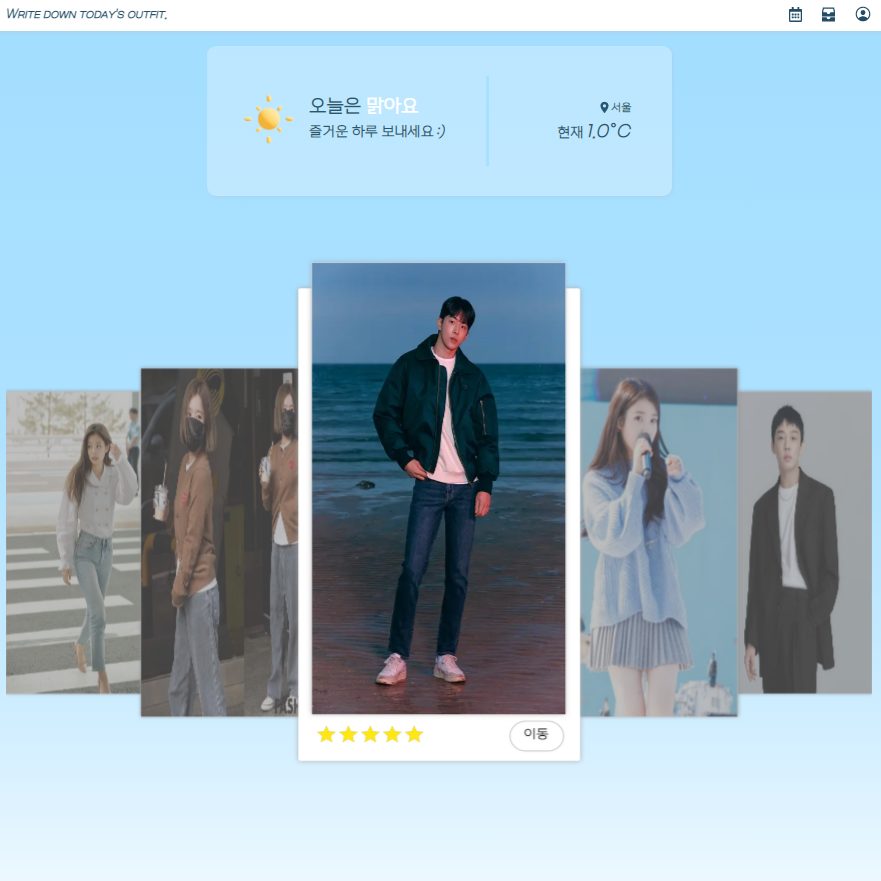 Write down today's outfit,
오늘은 맑아요
즐거운 하루 보내세요 :)
서울
현재 1.0°C
이동